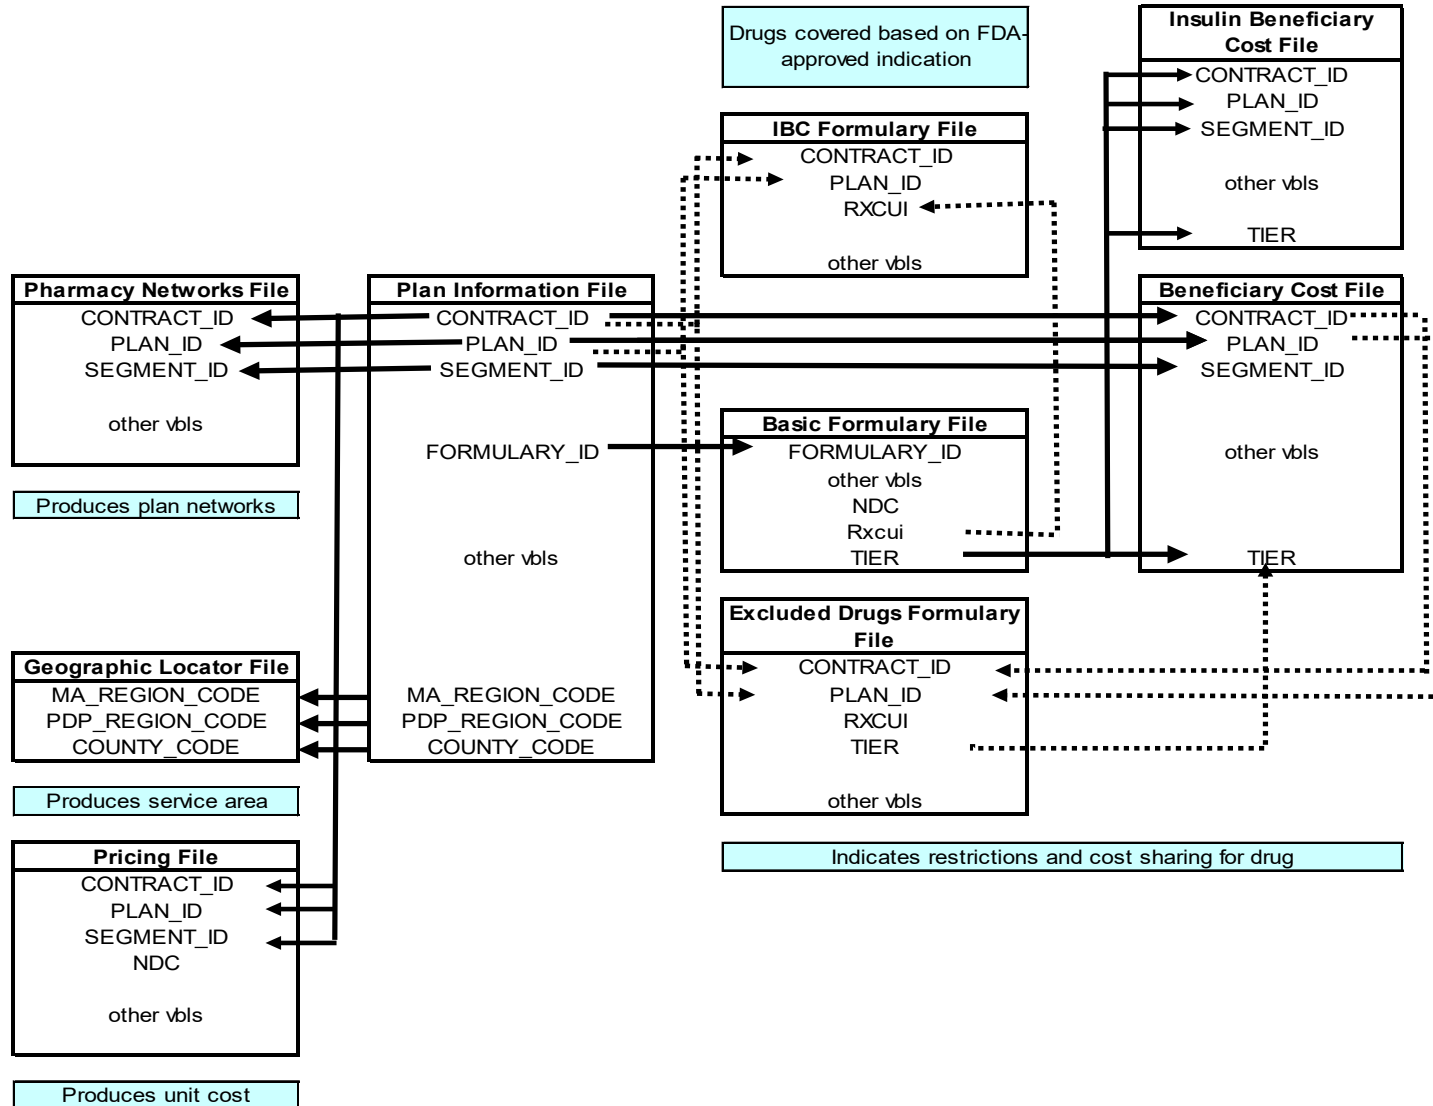 Drugs covered based on FDA-
approved indication
Insulin Beneficiary
Cost File
CONTRACT_ID
PLAN_ID
SEGMENT_ID
other vbls
TIER
IBC Formulary File
CONTRACT_ID
PLAN_ID
RXCUI
other vbls
Pharmacy Networks File
CONTRACT_ID
PLAN_ID
SEGMENT_ID
other vbls
Produces plan networks
Plan Information File
CONTRACT_ID
PLAN_ID
SEGMENT_ID
FORMULARY_ID
other vbls
MA_REGION_CODE
PDP_REGION_CODE
COUNTY_CODE
Beneficiary Cost File
CONTRACT_ID
PLAN_ID
SEGMENT_ID
other vbls
TIER
Basic Formulary File
FORMULARY_ID
other vbls
NDC
Rxcui
TIER
Excluded Drugs Formulary
File
CONTRACT_ID
PLAN_ID
RXCUI
TIER
other vbls
Geographic Locator File
MA_REGION_CODE
PDP_REGION_CODE
COUNTY_CODE
Produces service area
Indicates restrictions and cost sharing for drug
Pricing File
CONTRACT_ID
PLAN_ID
SEGMENT_ID
NDC
other vbls
Produces unit cost